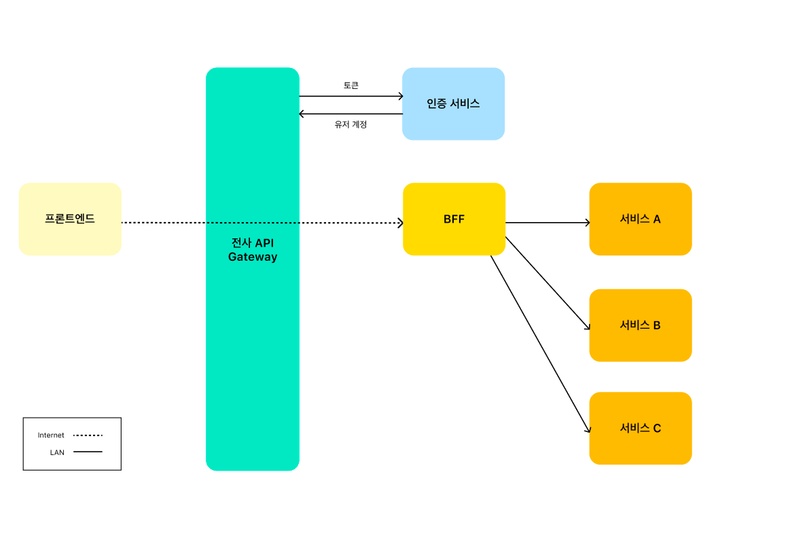 토큰
인증 서비스
유저 계정
프론트엔드
전사 API
Gateway
BFF
서비스 A
서비스 B
서비스 C
Internet
LAN